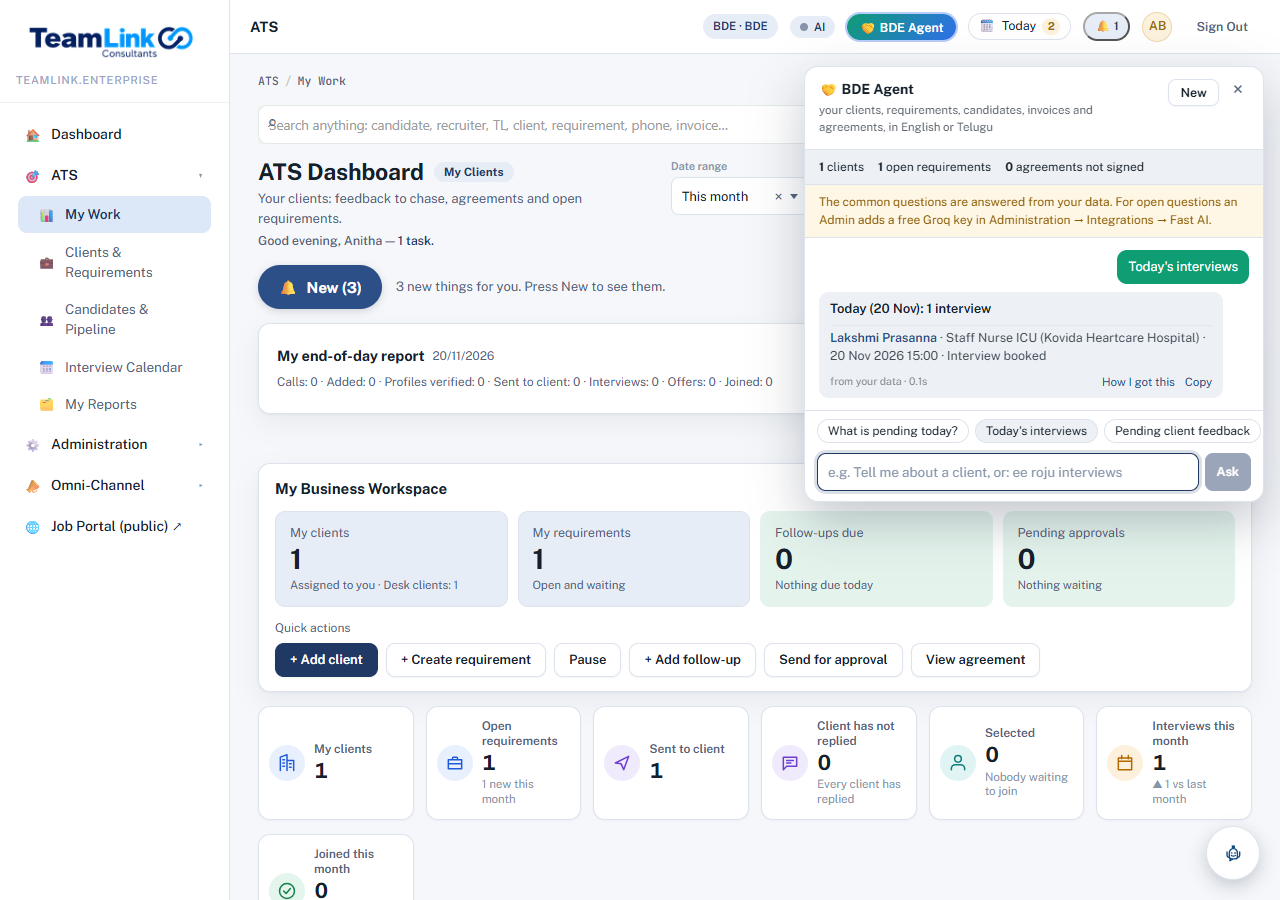 TeamLink
Consultants
TEAMLINK.ENTERPRISE
Dashboard
ATS
My Work
Clients &
Requirements
Candidates &
Pipeline
Interview Calendar
My Reports
Administration
Omni-Channel
Job Portal (public) ↗
ATS
BDE · BDE
AI
BDE Agent
Today 2
1
AB
Sign Out
ATS / My Work
Search anything: candidate, recruiter, TL, client, requirement, phone, invoice...
ATS Dashboard My Clients
Your clients: feedback to chase, agreements and open
requirements.
Good evening, Anitha — 1 task.
Date range
This month ×
New (3)
3 new things for you. Press New to see them.
My end-of-day report 20/11/2026
Calls: 0 · Added: 0 · Profiles verified: 0 · Sent to client: 0 · Interviews: 0 · Offers: 0 · Joined: 0
BDE Agent
your clients, requirements, candidates, invoices and
agreements, in English or Telugu
New
×
1 clients 1 open requirements 0 agreements not signed
The common questions are answered from your data. For open questions an
Admin adds a free Groq key in Administration → Integrations → Fast AI.
Today's interviews
Today (20 Nov): 1 interview
Lakshmi Prasanna · Staff Nurse ICU (Kovida Heartcare Hospital) ·
20 Nov 2026 15:00 · Interview booked
from your data · 0.1s
How I got this Copy
What is pending today?
Today's interviews
Pending client feedback
e.g. Tell me about a client, or: ee roju interviews
Ask
My Business Workspace
My clients
1
Assigned to you · Desk clients: 1
My requirements
1
Open and waiting
Follow-ups due
0
Nothing due today
Pending approvals
0
Nothing waiting
Quick actions
+ Add client
+ Create requirement
Pause
+ Add follow-up
Send for approval
View agreement
My clients
1
Open
requirements
1
1 new this
month
Sent to client
1
Client has not
replied
0
Every client has
replied
Selected
0
Nobody waiting
to join
Interviews this
month
1
▲ 1 vs last
month
Joined this
month
0